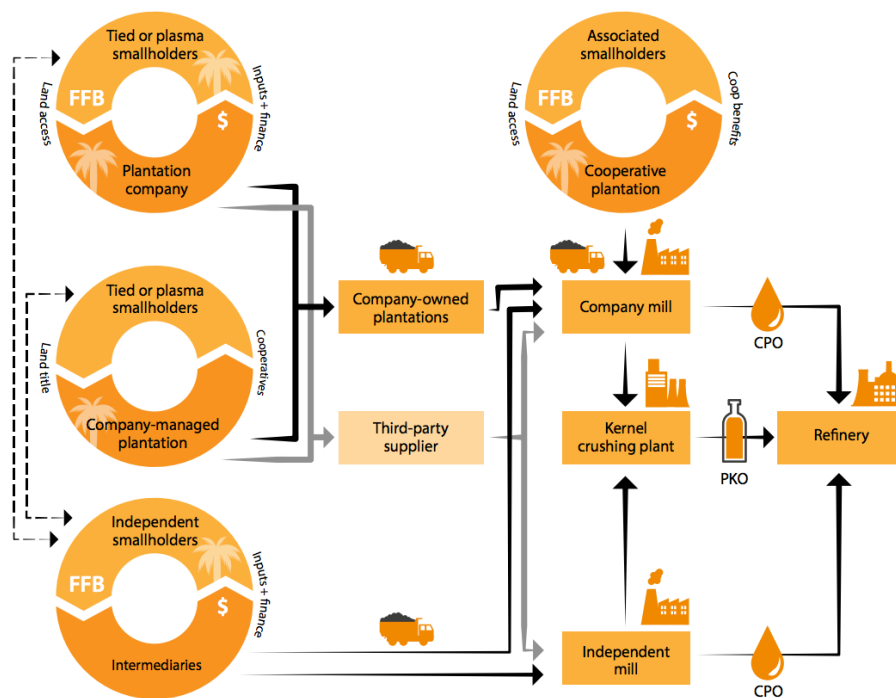 Tied or plasma
smallholders
FFB
Land access
Inputs + finance
$
Plantation
company
Associated
smallholders
FFB
Land access
Coop benefits
$
Cooperative
plantation
Tied or plasma
smallholders
Land title
Cooperatives
Company-managed
plantation
Company-owned
plantations
Company mill
CPO
Third-party
supplier
Kernel
crushing plant
PKO
Refinery
Independent
smallholders
FFB
Inputs + finance
$
Intermediaries
Independent
mill
CPO